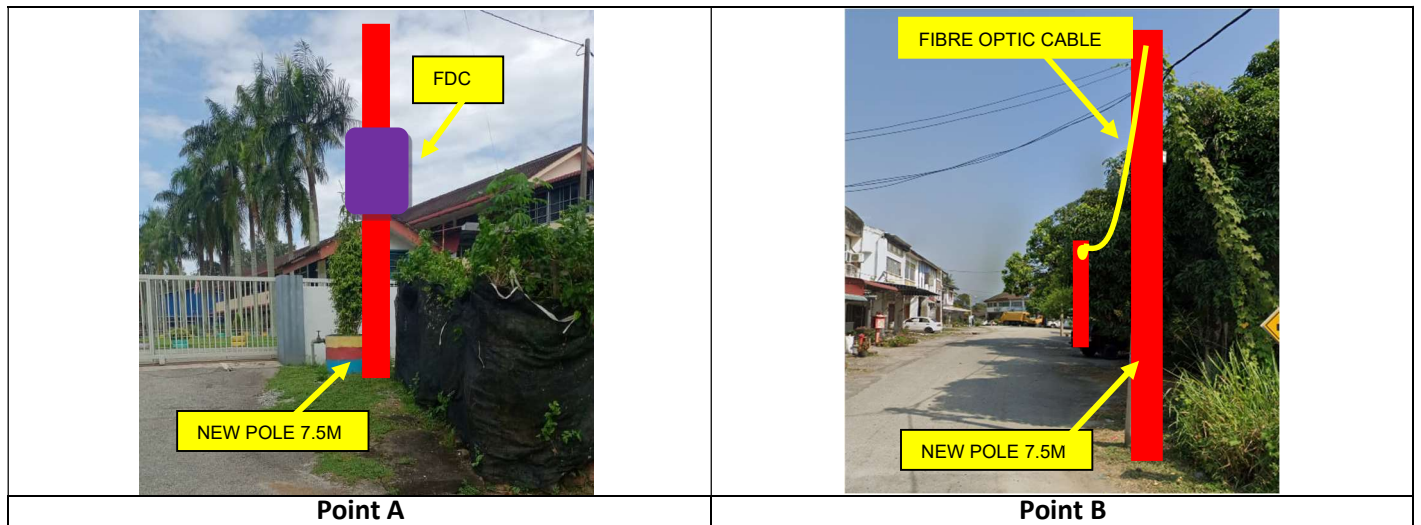 FDC
NEW POLE 7.5M
Point A
FIBRE OPTIC CABLE
NEW POLE 7.5M
Point B